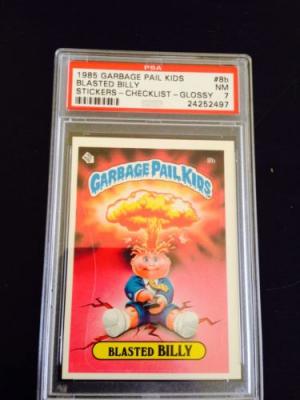 PSA
1985 GARBAGE PAIL KIDS #8b
BLASTED BILLY NM
STICKERS-CHECKLIST-GLOSSY 7
24252497
8b
GARBAGE PAIL KIDS
BLASTED BILLY